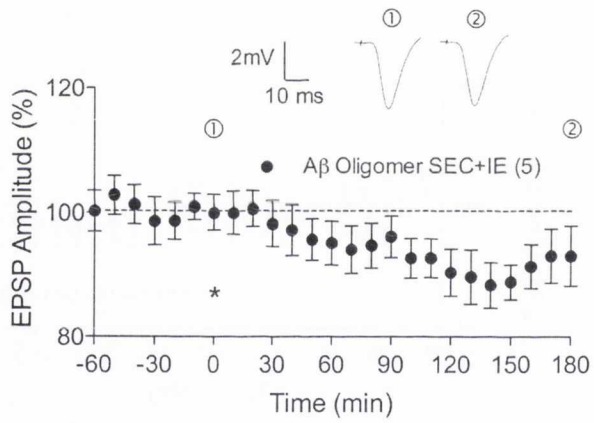 ① ②
2mV
10 ms
120
① ②
Aβ Oligomer SEC+IE (5)
100
EPSP Amplitude (%)
*
80
-60 -30 0 30 60 90 120 150 180
Time (min)